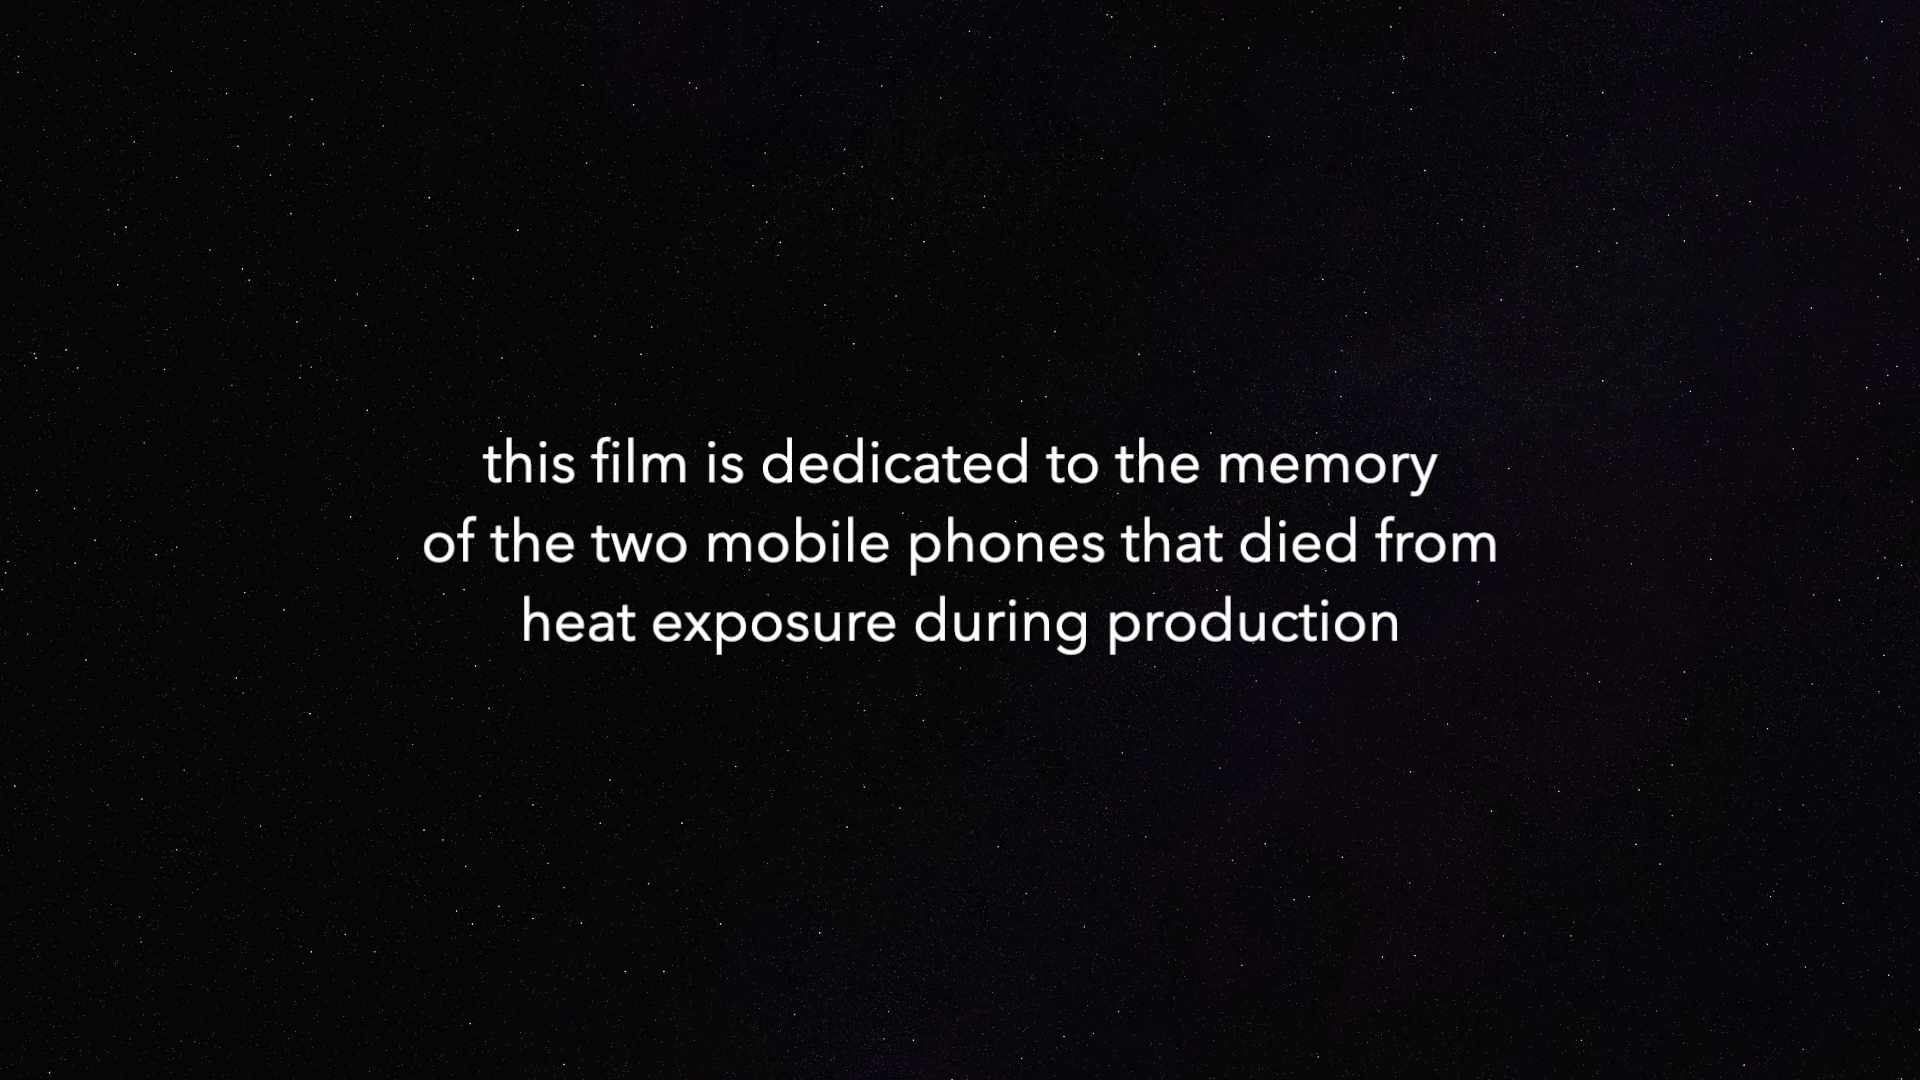 this film is dedicated to the memory
of the two mobile phones that died from
heat exposure during production